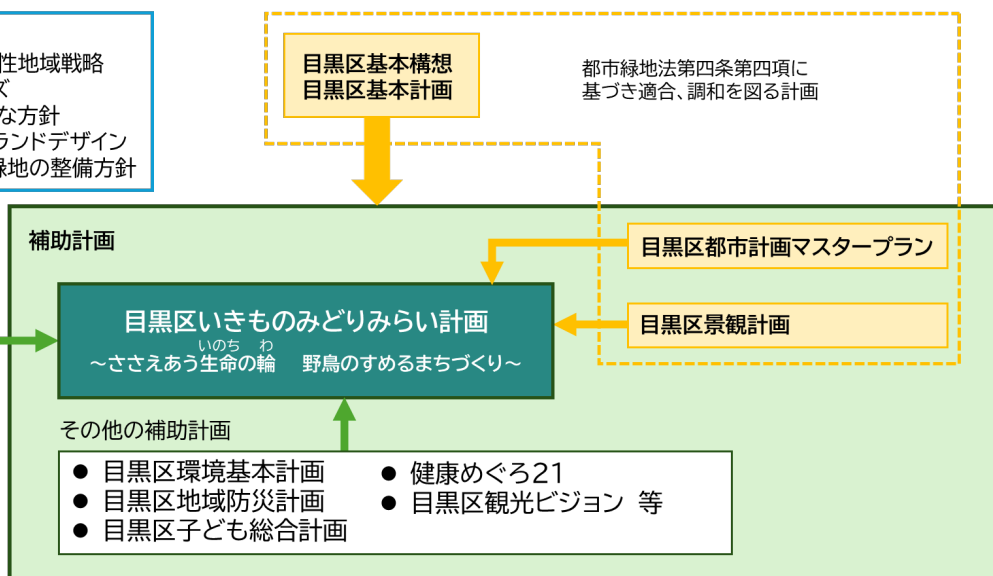 性地域戦略
ズ
な方針
ランドデザイン
緑地の整備方針
目黒区基本構想
目黒区基本計画
都市緑地法第四条第四項に
基づき適合、調和を図る計画
補助計画
目黒区都市計画マスタープラン
目黒区景観計画
目黒区いきものみどりみらい計画
いのち わ
～ささえあう生命の輪 野鳥のすめるまちづくり～
その他の補助計画
● 目黒区環境基本計画
● 目黒区地域防災計画
● 目黒区子ども総合計画
● 健康めぐろ21
● 目黒区観光ビジョン 等